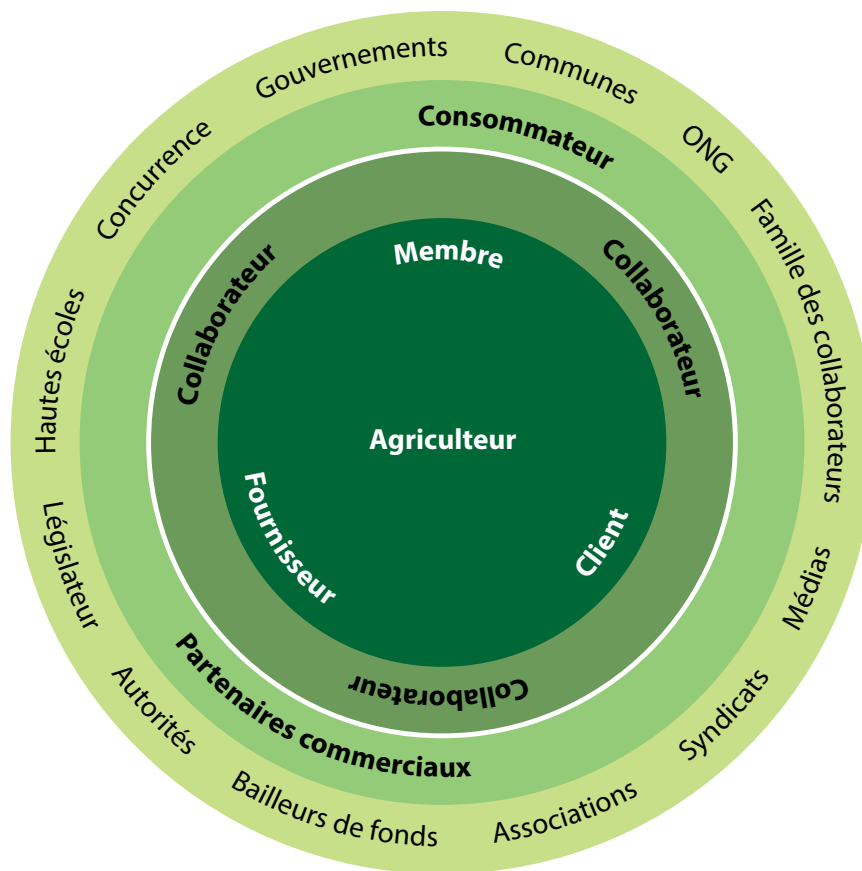 Gouvernements
Communes
ONG
Famille des collaborateurs
Médias
Syndicats
Associations
Bailleurs de fonds
Autorités
Législateur
Hautes écoles
Concurrence
Consommateur
Partenaires commerciaux
Collaborateur
Collaborateur
Collaborateur
Membre
Agriculteur
Fournisseur
Client